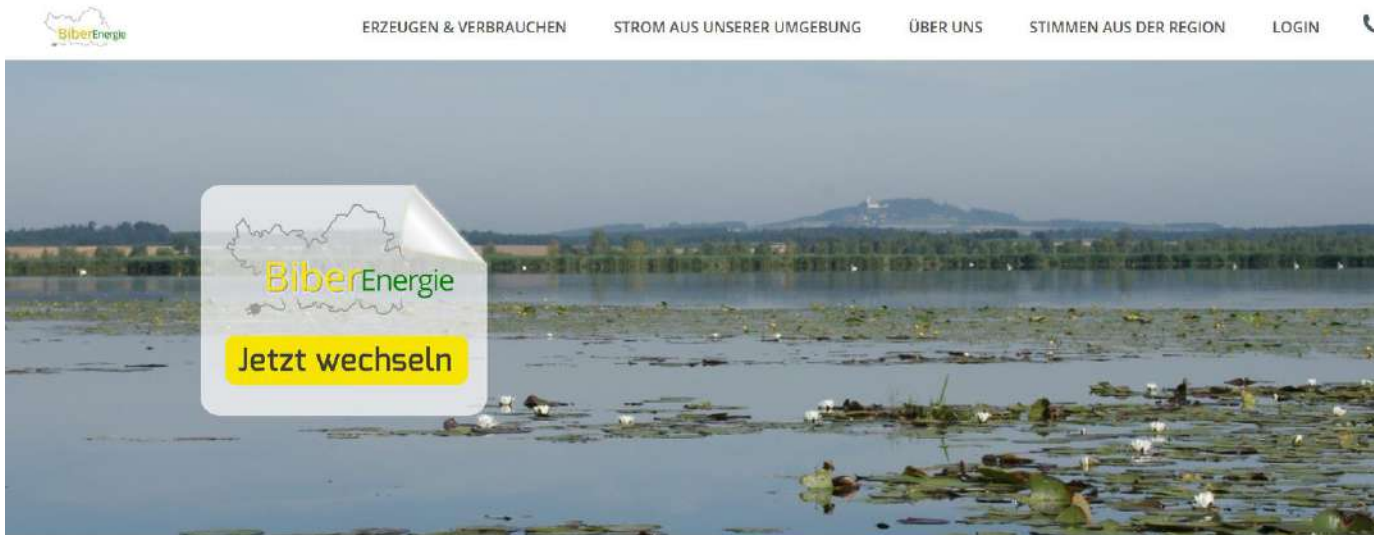 BiberEnergie
ERZEUGEN & VERBRAUCHEN
STROM AUS UNSERER UMGEBUNG
ÜBER UNS
STIMMEN AUS DER REGION
LOGIN
BiberEnergie
Jetzt wechseln